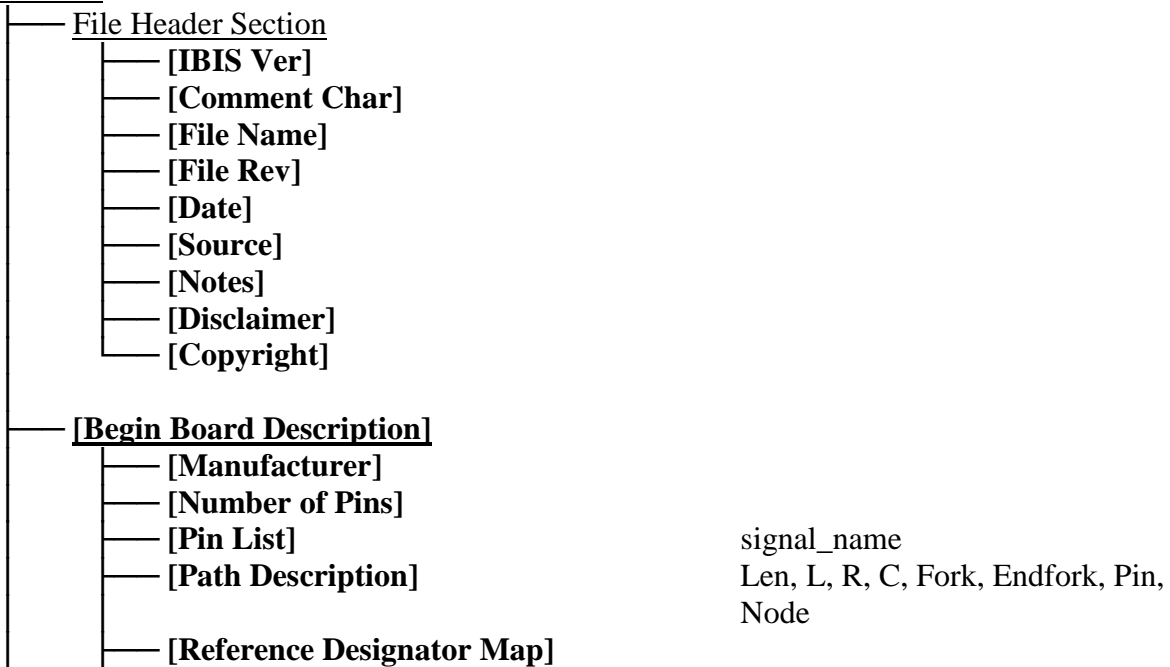 File Header Section
[IBIS Ver]
[Comment Char]
[File Name]
[File Rev]
[Date]
[Source]
[Notes]
[Disclaimer]
[Copyright]
[Begin Board Description]
[Manufacturer]
[Number of Pins]
[Pin List] signal_name
[Path Description] Len, L, R, C, Fork, Endfork, Pin,
Node
[Reference Designator Map]